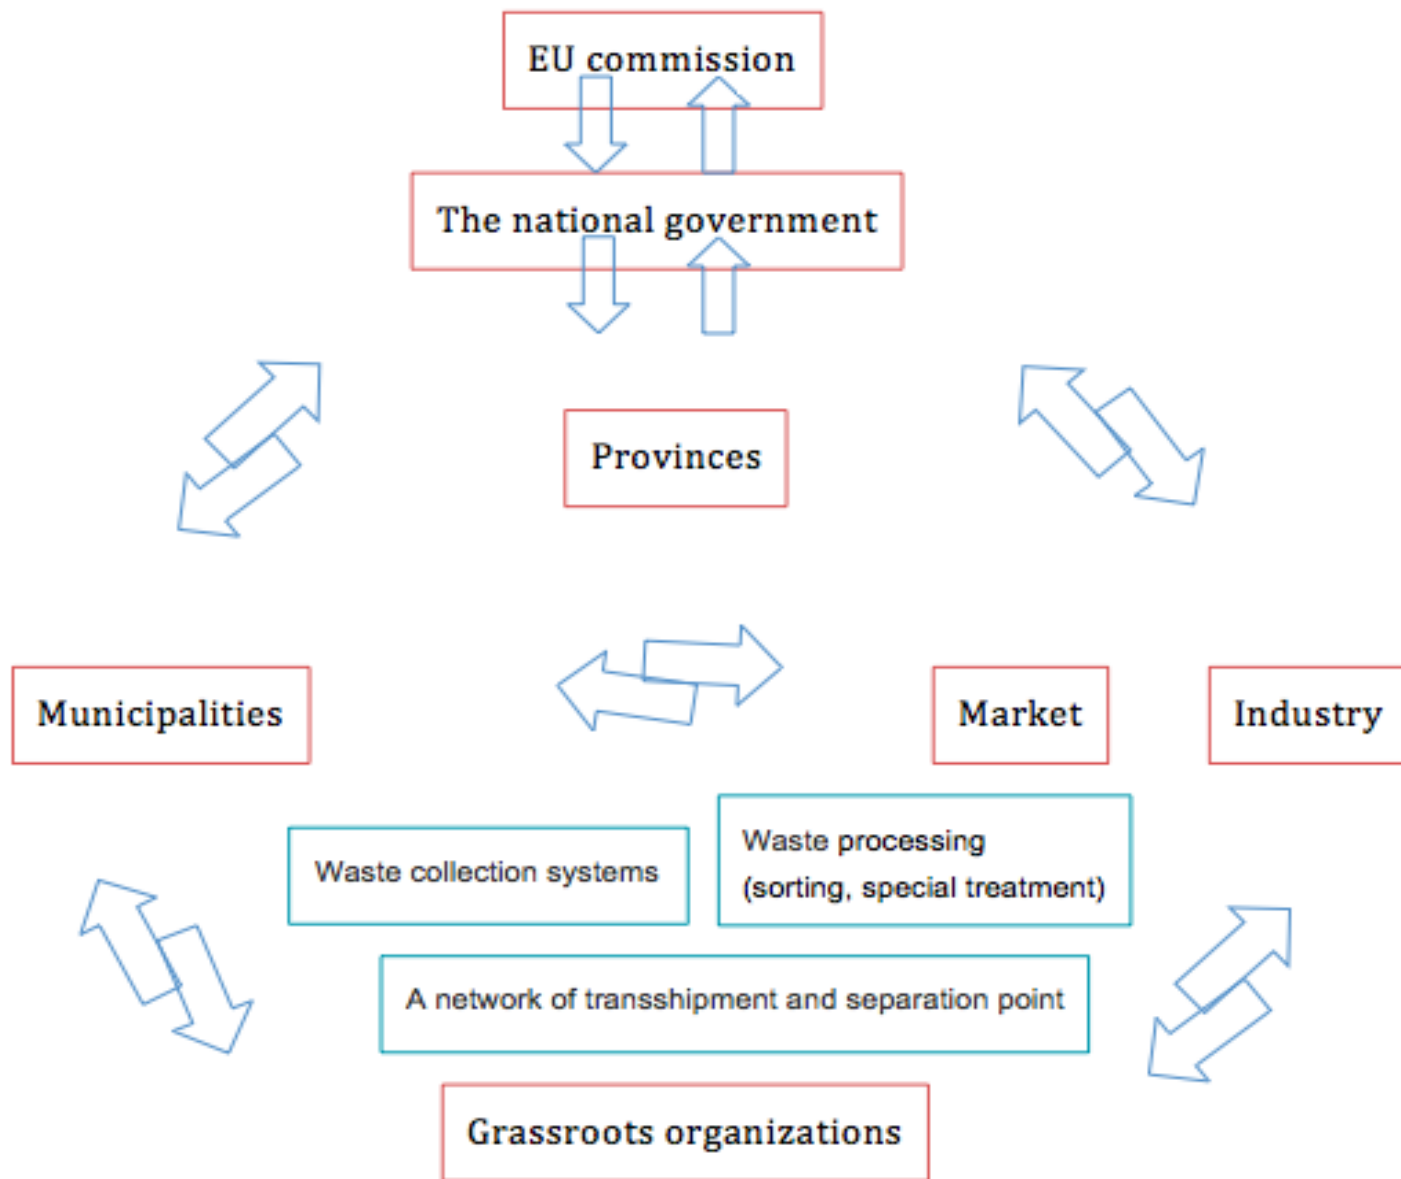 EU commission
The national government
Provinces
Municipalities
Market
Industry
Waste collection systems
Waste processing
(sorting, special treatment)
A network of transshipment and separation point
Grassroots organizations